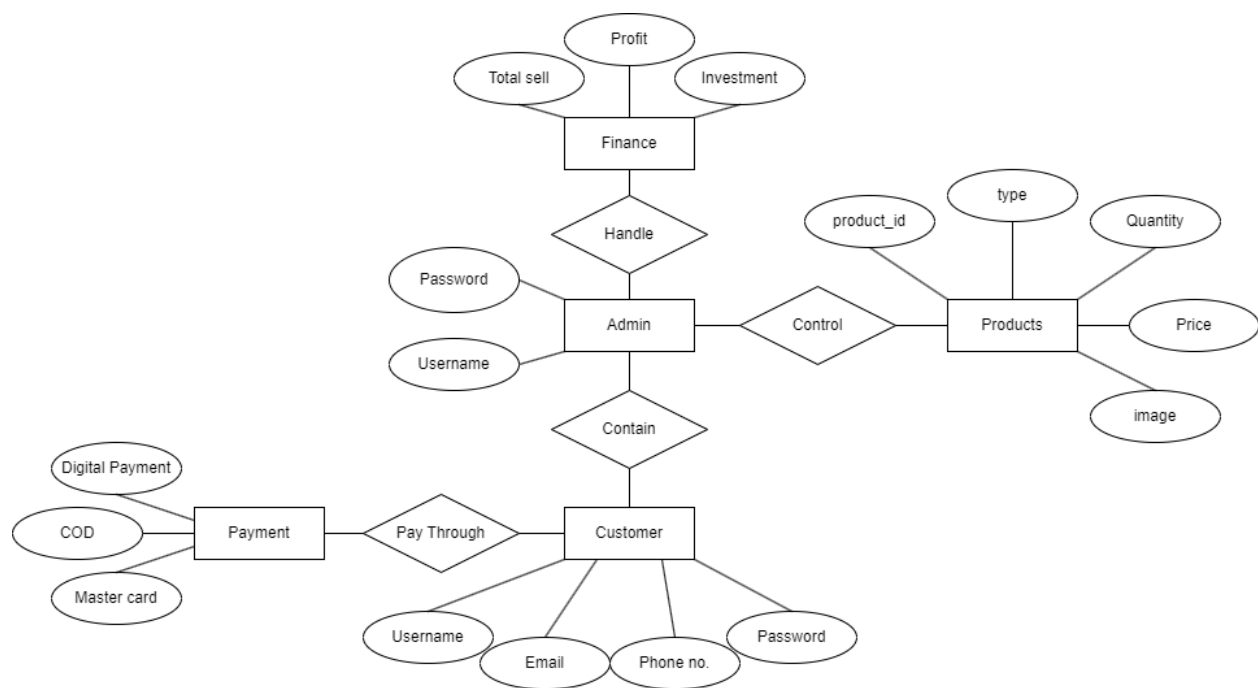 Profit
Total sell
Investment
Finance
Handle
product_id
type
Quantity
Password
Admin
Control
Products
Price
Username
image
Contain
Digital Payment
COD
Payment
Pay Through
Customer
Master card
Username
Email
Phone no.
Password